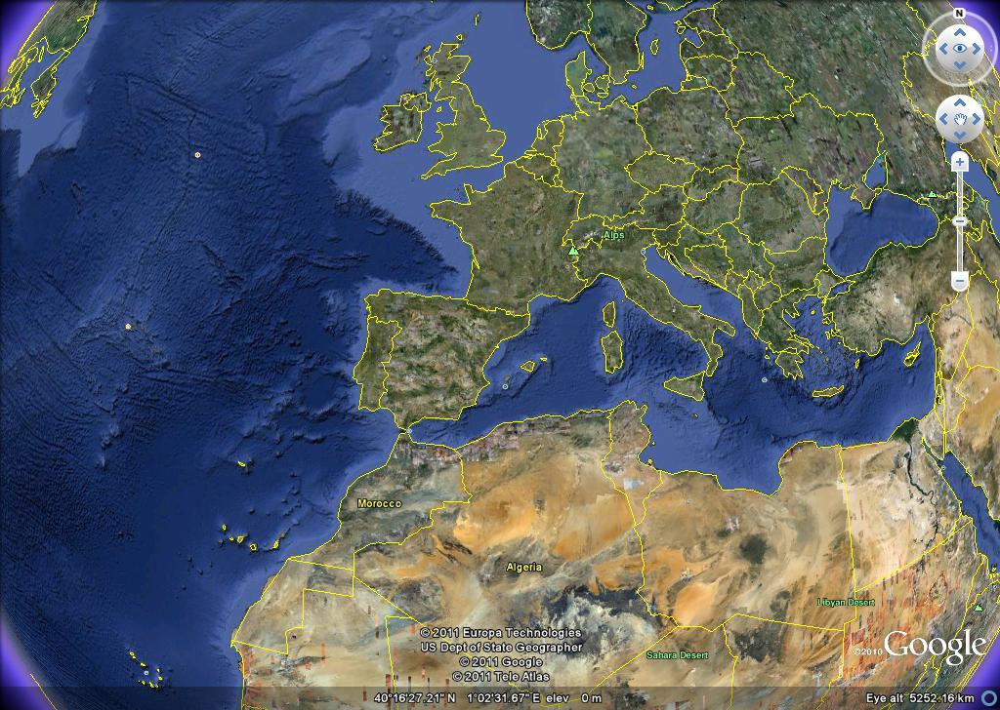 N
Alps
Morocco
Algeria
Libyan Desert
© 2011 Europa Technologies
US Dept of State Geographer
© 2011 Google
© 2011 Tele Atlas
Sahara Desert
©2010 Google
40°16'27.21" N 1°02'31.67" E elev 0 m
Eye alt 5252.16 km